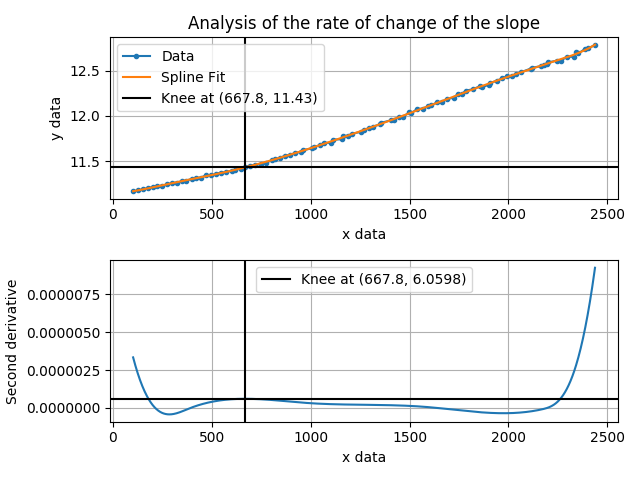 Analysis of the rate of change of the slope
Data
Spline Fit
Knee at (667.8, 11.43)
12.5
12.0
11.5
y data
0 500 1000 1500 2000 2500
x data
Knee at (667.8, 6.0598)
0.0000075
0.0000050
0.0000025
0.0000000
Second derivative
0 500 1000 1500 2000 2500
x data